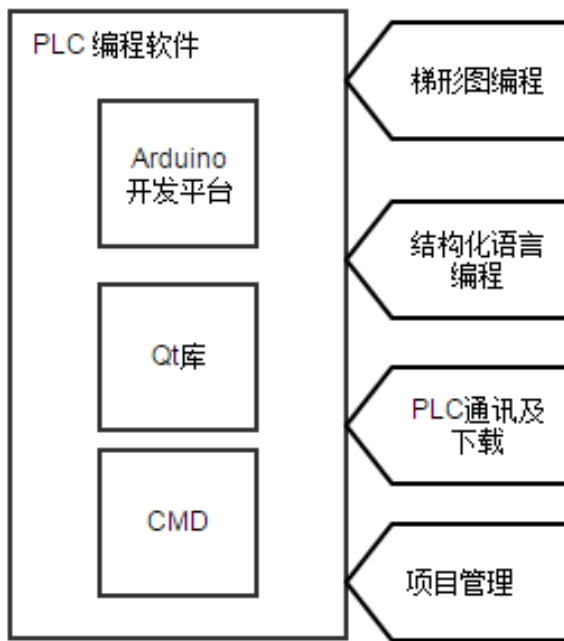 PLC 编程软件
Arduino
开发平台
Qt库
CMD
梯形图编程
结构化语言
编程
PLC通讯及
下载
项目管理